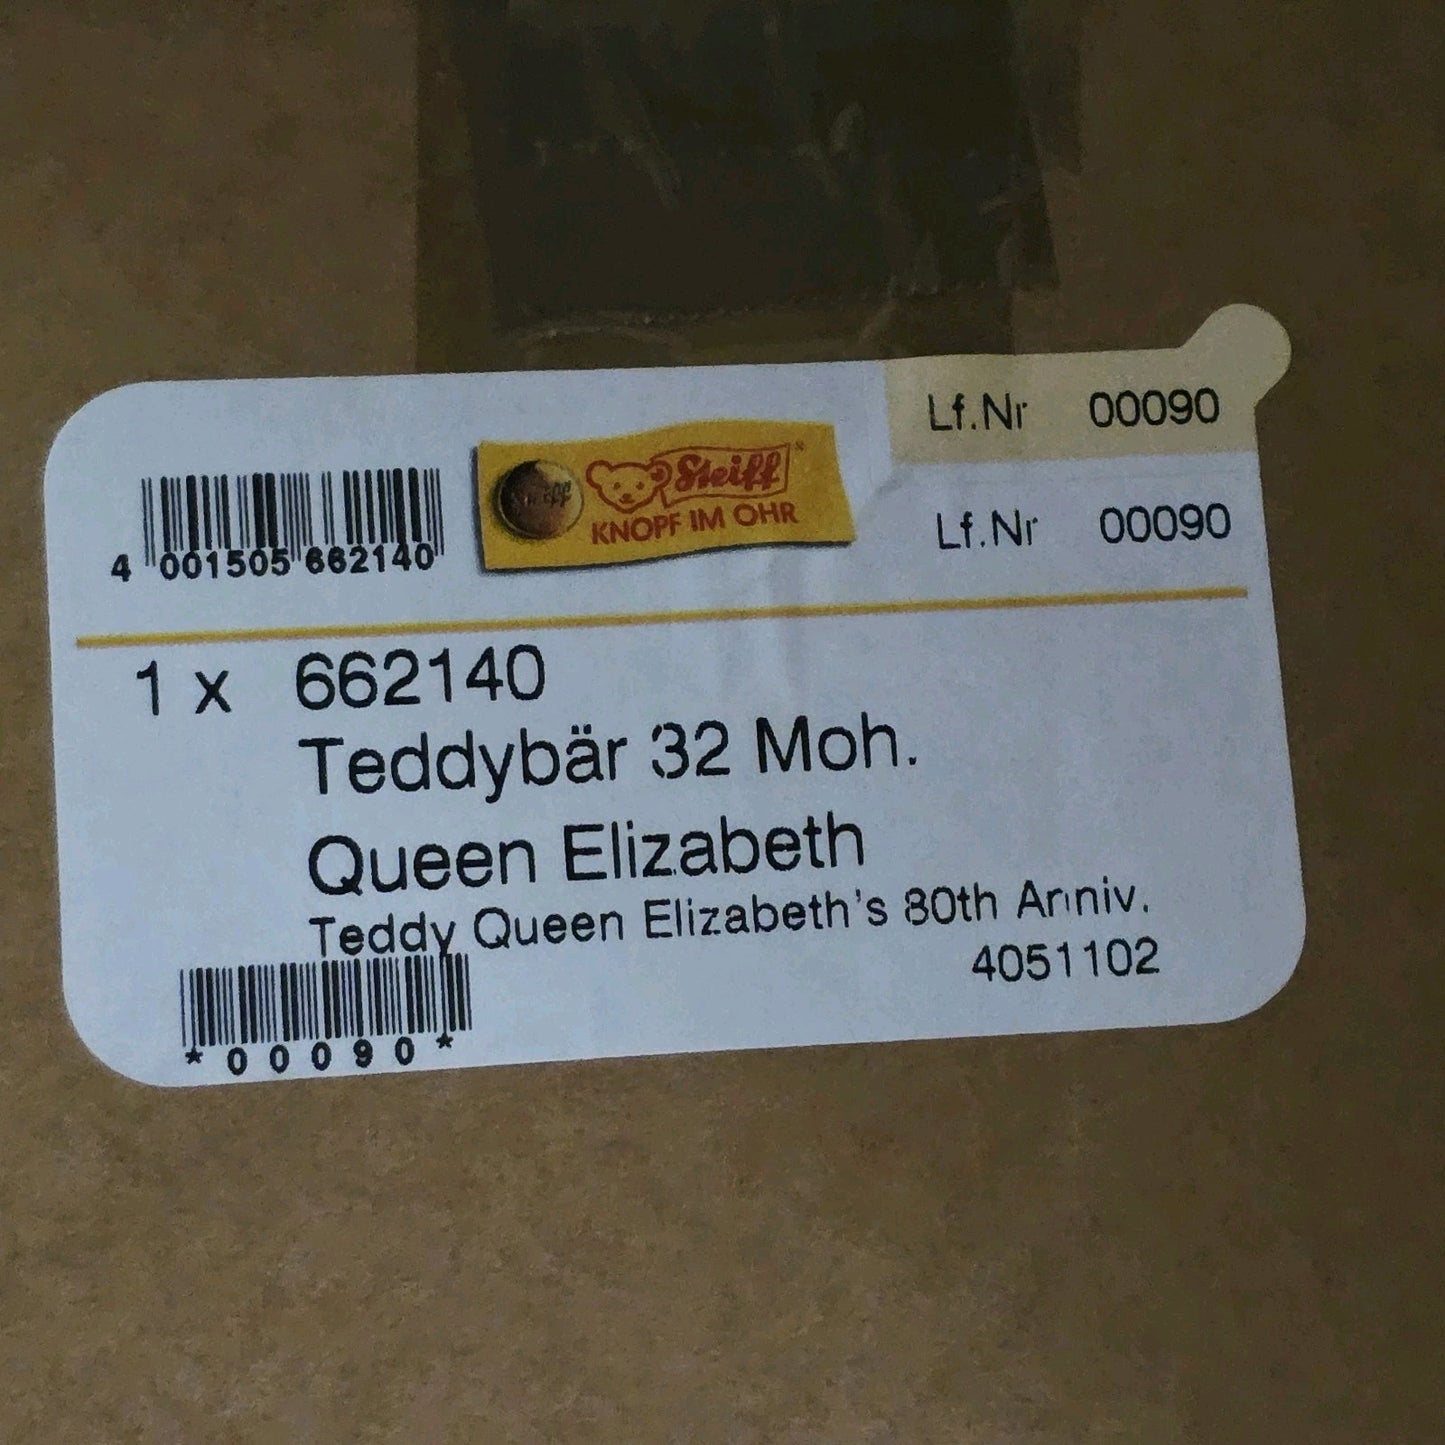 Lf.Nr 00090
Steiff
Steiff
KNOPF IM OHR
Lf.Nr 00090
4 001505 662140
1 x 662140
Teddybär 32 Moh.
Queen Elizabeth
Teddy Queen Elizabeth's 80th Anniv.
4051102
*00090*